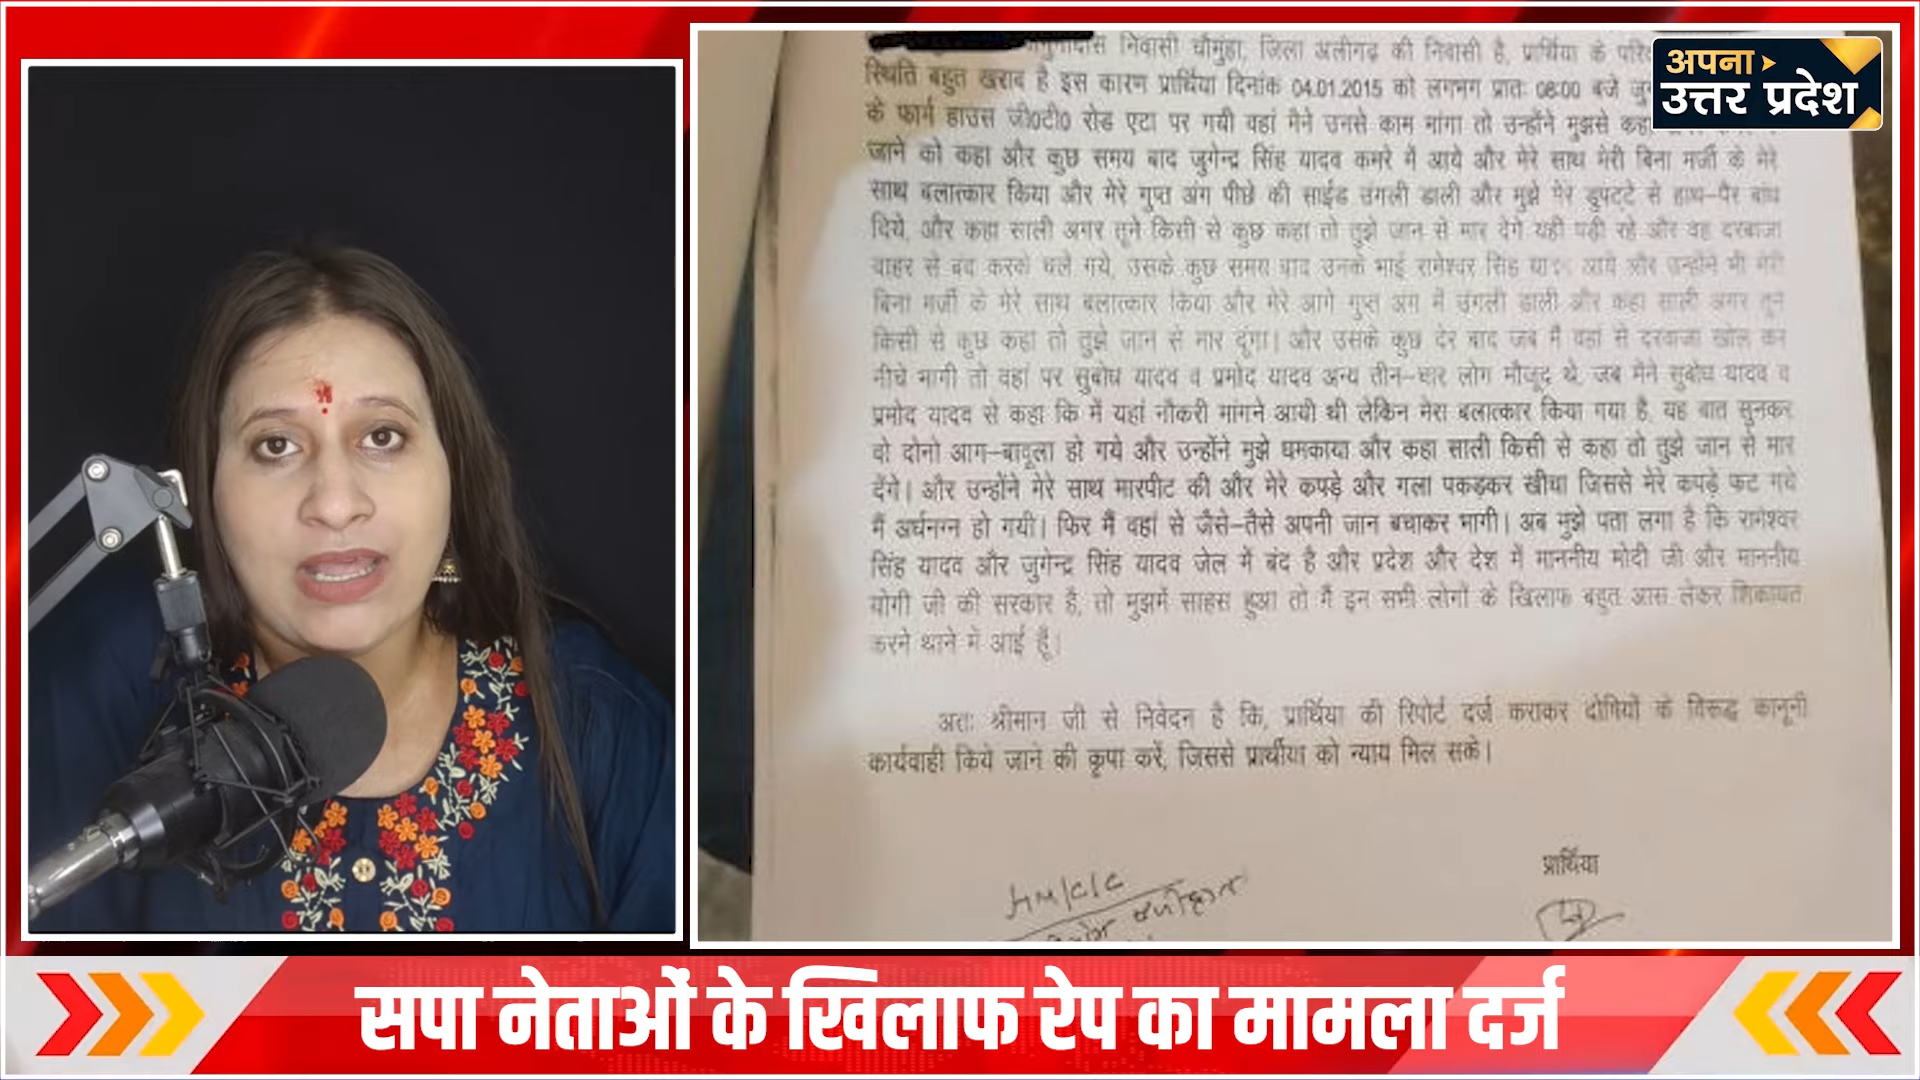 अपना
उत्तर प्रदेश
निवासी चौमुंहा, जिला अलीगढ़ की निवासी है, प्रार्थिया के
स्थिति बहुत खराब है इस कारण प्रार्थिया दिनांक 04.01.2015 को लगभग प्रातः 08:00 बजे
के फार्म हाउस जी0टी0 रोड एटा पर गयी वहां मैने उनसे काम मांगा तो उन्होंने मुझसे
जाने को कहा और कुछ समय बाद जुगेन्द्र सिंह यादव कमरे में आये और मेरे साथ मेरी बिना मर्जी के मेरे
साथ बलात्कार किया और मेरे गुप्त अंग पीछे की साईड उंगली डाली और मुझे मेरे डुपट्टे से हाथ-पैर बांध
दिये, और कहा साली अगर तूने किसी से कुछ कहा तो तुझे जान से मार देंगे यही पड़ी रहे और वह दरबाजा
बाहर से बंद करके चले गये, उसके कुछ समय बाद उनके भाई रामेश्वर सिंह यादव आये और उन्होंने भी मेरी
बिना मर्जी के मेरे साथ बलात्कार किया और मेरे आगे गुप्त अंग में उंगली डाली और कहा साली अगर तूने
किसी से कुछ कहा तो तुझे जान से मार दूंगा। और उसके कुछ देर बाद जब मैं वहां से दरवाजा खोल कर
नीचे भागी तो वहां पर सुबोध यादव व प्रमोद यादव अन्य तीन-चार लोग मौजूद थे, जब मैने सुबोध यादव व
प्रमोद यादव से कहा कि में यहां नौकरी मांगने आयी थी लेकिन मेरा बलात्कार किया गया है, यह बात सुनकर
वो दोनो आग-बाबूला हो गये और उन्होंने मुझे धमकाया और कहा साली किसी से कहा तो तुझे जान से मार
देंगे। और उन्होंने मेरे साथ मारपीट की और मेरे कपड़े और गला पकड़कर खींचा जिससे मेरे कपड़े फट गये
मैं अर्धनग्न हो गयी। फिर मैं वहां से जैसे-तैसे अपनी जान बचाकर भागी। अब मुझे पता लगा है कि रामेश्वर
सिंह यादव और जुगेन्द्र सिंह यादव जेल में बंद है और प्रदेश और देश में माननीय मोदी जी और माननीय
योगी जी की सरकार है, तो मुझमें साहस हुआ तो मैं इन सभी लोगों के खिलाफ बहुत आस लेकर शिकायत
करने थाने में आई हूँ।
अतः श्रीमान जी से निवेदन है कि, प्रार्थिया की रिपोर्ट दर्ज कराकर दोषियों के विरूद्ध कानूनी
कार्यवाही किये जाने की कृपा करें, जिससे प्रार्थीया को न्याय मिल सके।
प्रार्थिया
सपा नेताओं के खिलाफ रेप का मामला दर्ज